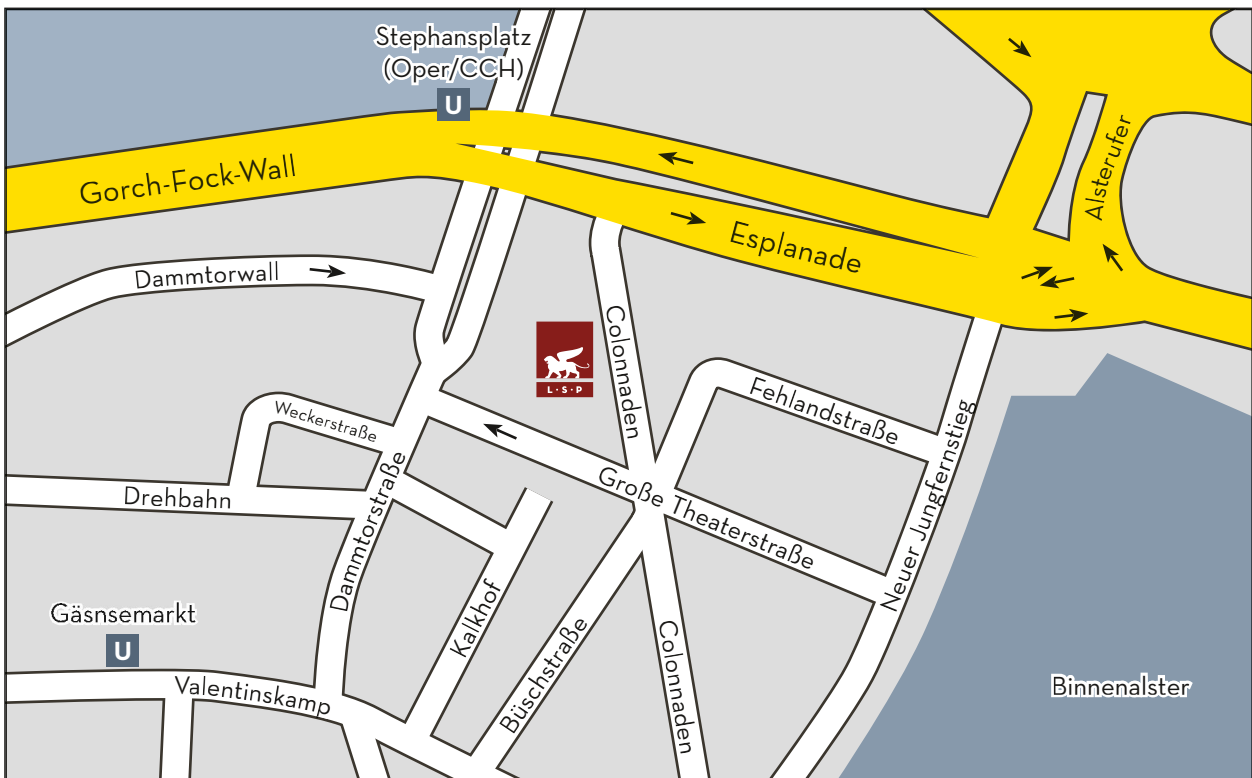 Stephansplatz
(Oper/CCH)
U
Gorch-Fock-Wall
Alsterufer
Esplanade
Dammtorwall
Colonnaden
L·S·P
Fehlandstraße
Weckerstraße
Neuer Jungfernstieg
Große Theaterstraße
Drehbahn
Dammtorstraße
Kalkhof
Gäsnsemarkt
U
Büschstraße
Colonnaden
Valentinskamp
Binnenalster